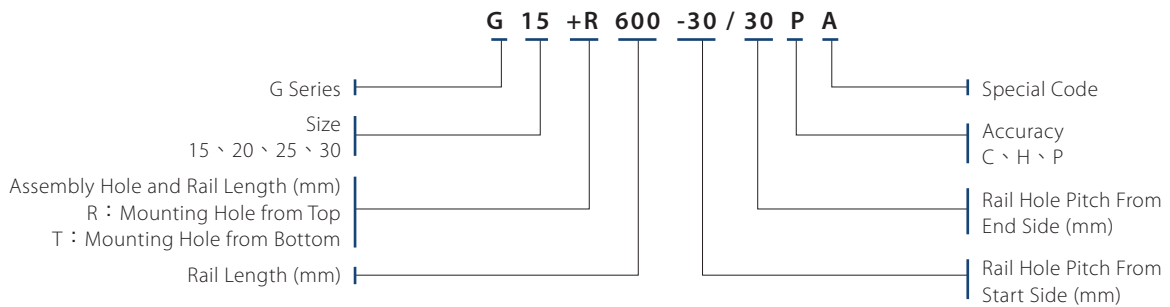 G 15 +R 600 -30 / 30 P A
G Series
Size
15、20、25、30
Assembly Hole and Rail Length (mm)
R：Mounting Hole from Top
T：Mounting Hole from Bottom
Rail Length (mm)
Special Code
Accuracy
C、H、P
Rail Hole Pitch From
End Side (mm)
Rail Hole Pitch From
Start Side (mm)